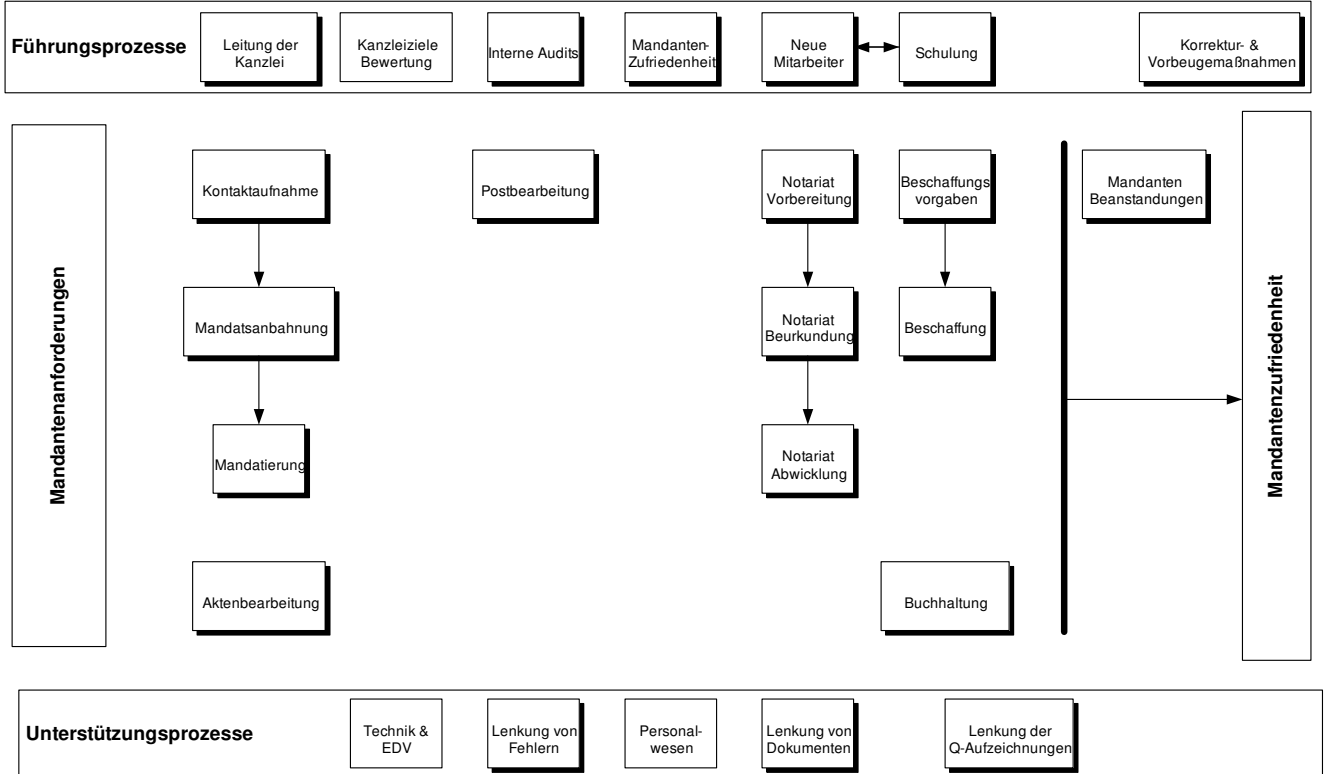 Führungsprozesse
Leitung der
Kanzlei
Kanzleiziele
Bewertung
Interne Audits
Mandanten-
Zufriedenheit
Neue
Mitarbeiter
Schulung
Korrektur- &
Vorbeugemaßnahmen
Mandantenanforderungen
Kontaktaufnahme
Mandatsanbahnung
Mandatierung
Aktenbearbeitung
Postbearbeitung
Notariat
Vorbereitung
Notariat
Beurkundung
Notariat
Abwicklung
Beschaffungs
vorgaben
Beschaffung
Buchhaltung
Mandanten
Beanstandungen
Mandantenzufriedenheit
Unterstützungsprozesse
Technik &
EDV
Lenkung von
Fehlern
Personal-
wesen
Lenkung von
Dokumenten
Lenkung der
Q-Aufzeichnungen